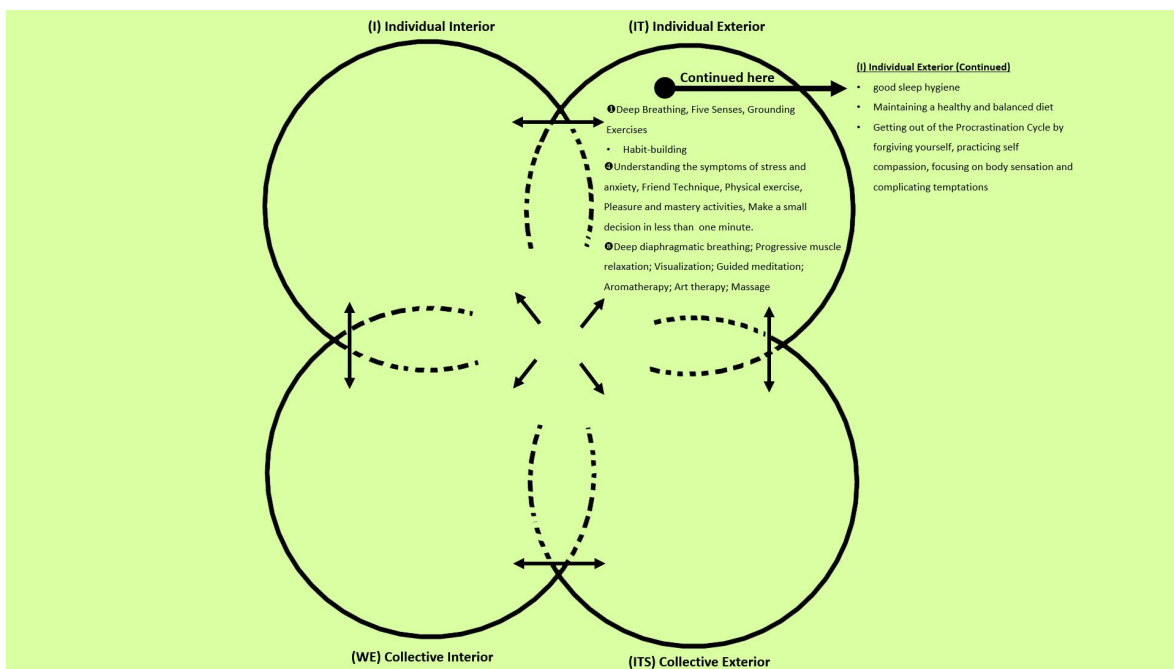 (I) Individual Interior
(IT) Individual Exterior
Continued here
❶Deep Breathing, Five Senses, Grounding
Exercises
• Habit-building
❹Understanding the symptoms of stress and
anxiety, Friend Technique, Physical exercise,
Pleasure and mastery activities, Make a small
decision in less than one minute.
❽Deep diaphragmatic breathing; Progressive muscle
relaxation; Visualization; Guided meditation;
Aromatherapy; Art therapy; Massage
(I) Individual Exterior (Continued)
• good sleep hygiene
• Maintaining a healthy and balanced diet
• Getting out of the Procrastination Cycle by
forgiving yourself, practicing self
compassion, focusing on body sensation and
complicating temptations
(WE) Collective Interior
(ITS) Collective Exterior